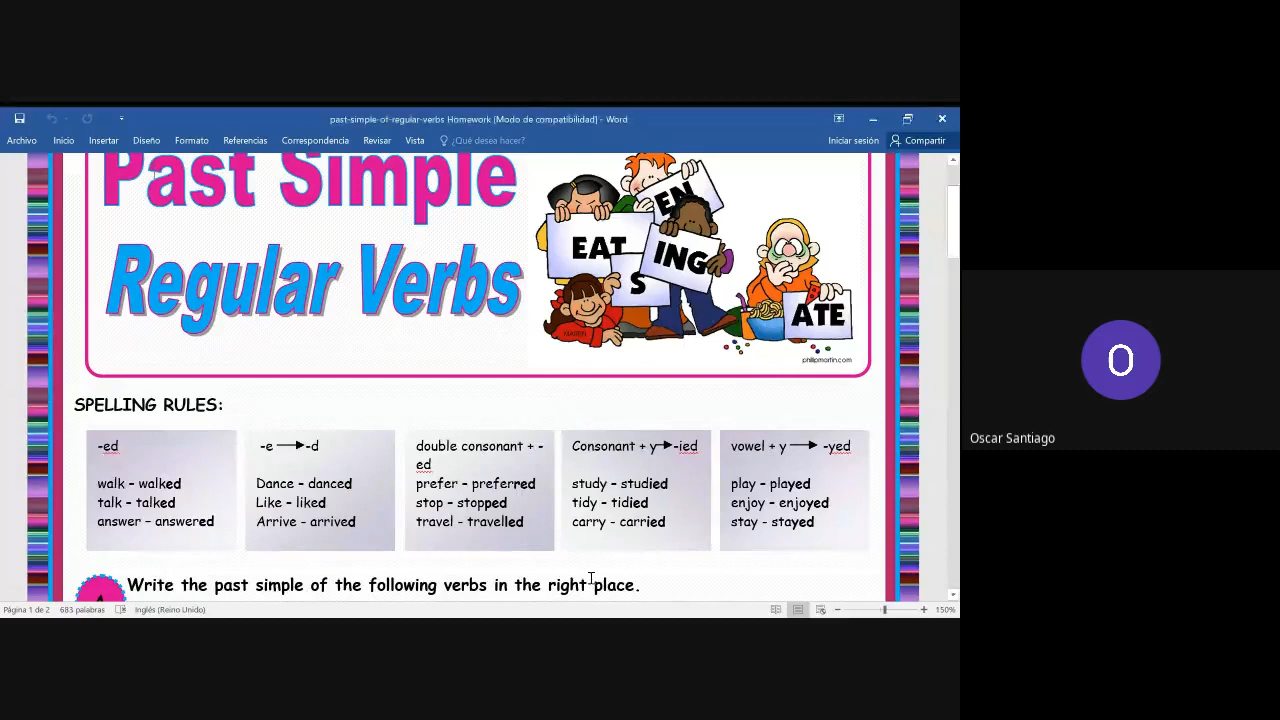 past-simple-of-regular-verbs Homework [Modo de compatibilidad] - Word
Archivo Inicio Insertar Diseño Formato Referencias Correspondencia Revisar Vista ¿Qué desea hacer? Iniciar sesión Compartir
Past Simple
Regular Verbs
EN
EAT
ING
S
ATE
MARTIN
philipmartin.com
SPELLING RULES:
-ed
walk – walked
talk – talked
answer – answered
-e -d
Dance – danced
Like – liked
Arrive – arrived
double consonant + -
ed
prefer – preferred
stop – stopped
travel – travelled
Consonant + y -ied
study – studied
tidy – tidied
carry – carried
vowel + y -yed
play – played
enjoy – enjoyed
stay – stayed
Write the past simple of the following verbs in the right place.
Página 1 de 2 683 palabras Inglés (Reino Unido) 150%
O
Oscar Santiago